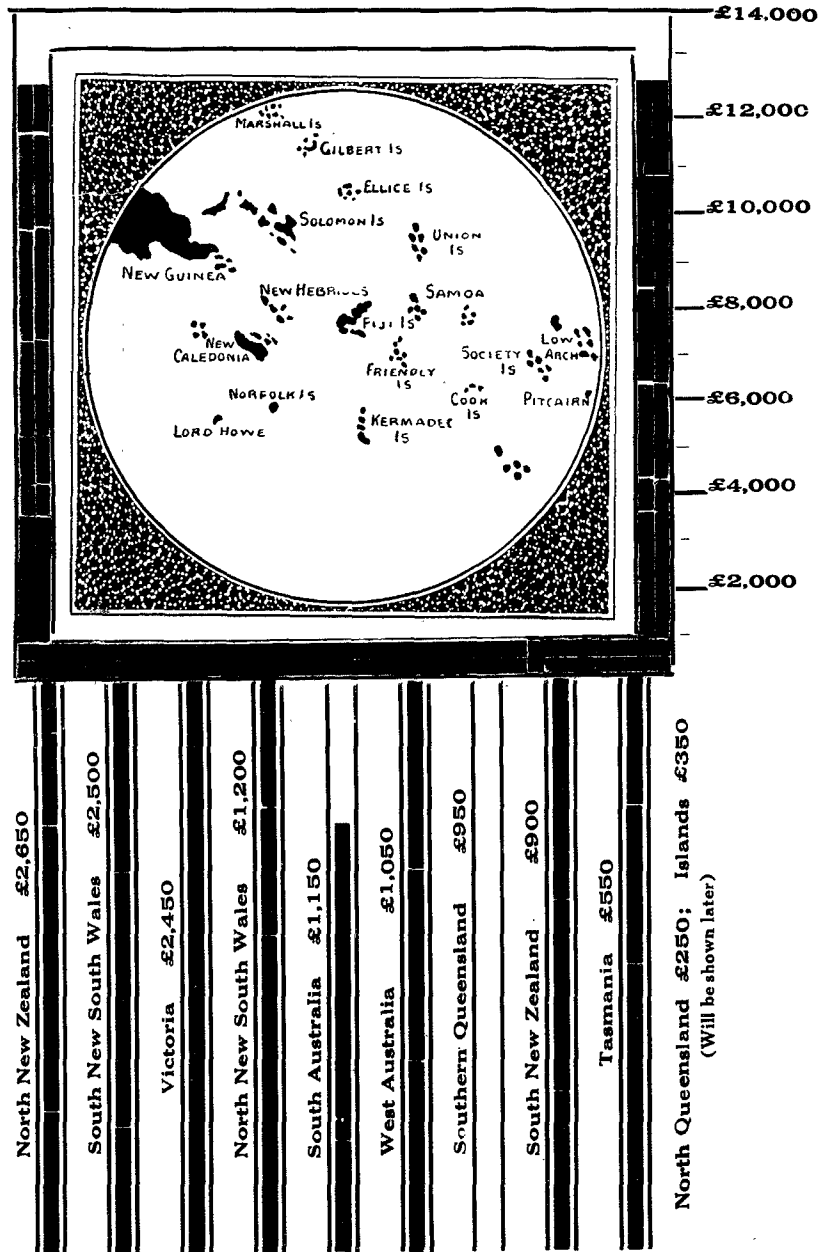 £14,000
£12,000
£10,000
£8,000
£6,000
£4,000
£2,000
MARSHALL IS
GILBERT IS
ELLICE IS
SOLOMON IS
UNION
IS
NEW GUINEA
NEW HEBRIDES
SAMOA
FIJI IS
NEW
CALEDONIA
LOW
ARCH
SOCIETY
IS
FRIENDLY
IS
NORFOLK IS
COOK
IS
PITCAIRN
LORD HOWE
KERMADEC
IS
North New Zealand £2,650
South New South Wales £2,500
Victoria £2,450
North New South Wales £1,200
South Australia £1,150
West Australia £1,050
Southern Queensland £950
South New Zealand £900
Tasmania £550
North Queensland £250; Islands £350
(Will be shown later)